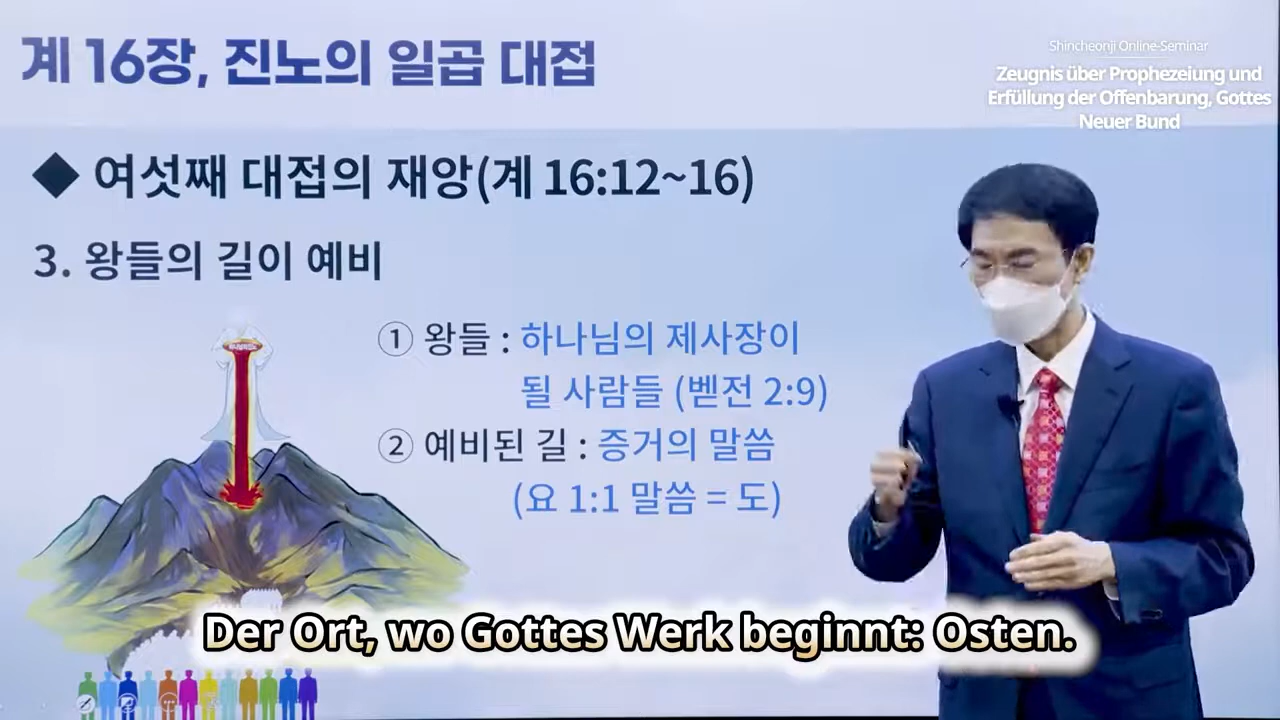 계 16장, 진노의 일곱 대접
Shincheonji Online-Seminar
Zeugnis über Prophezeiung und
Erfüllung der Offenbarung, Gottes
Neuer Bund
◆ 여섯째 대접의 재앙(계 16:12~16)
3. 왕들의 길이 예비
① 왕들 : 하나님의 제사장이
될 사람들 (벧전 2:9)
② 예비된 길 : 증거의 말씀
(요 1:1 말씀 = 도)
Der Ort, wo Gottes Werk beginnt: Osten.